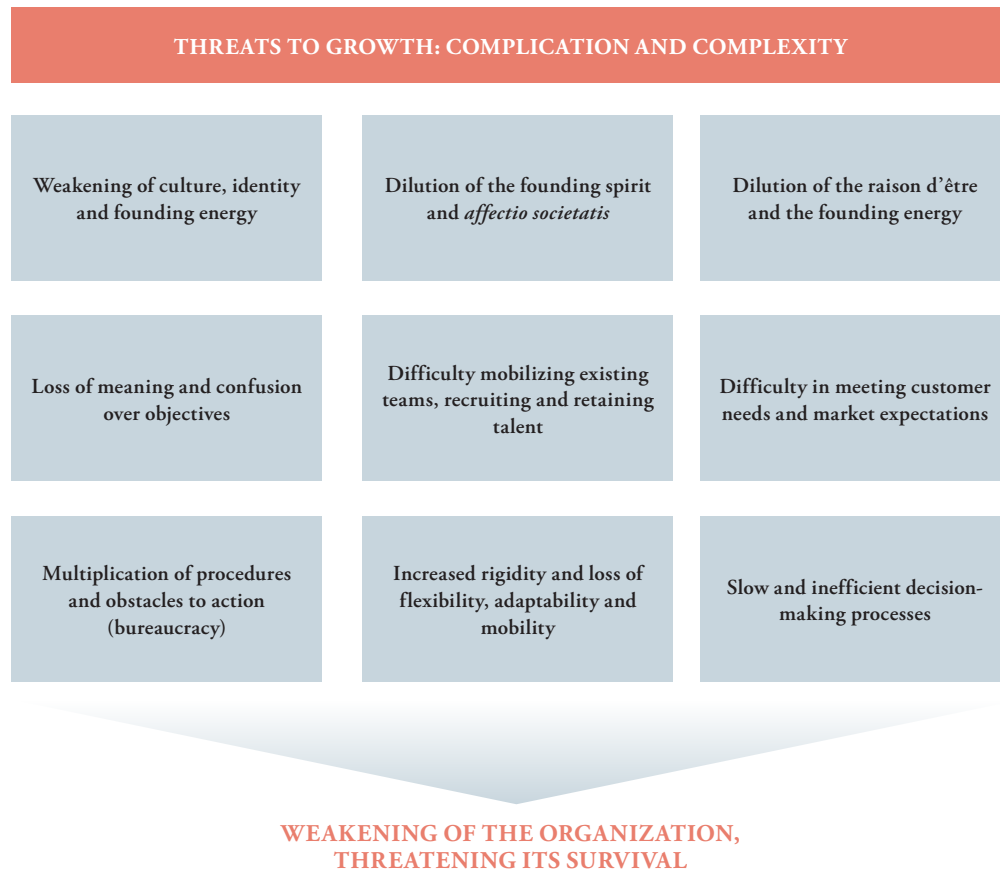 THREATS TO GROWTH: COMPLICATION AND COMPLEXITY
Weakening of culture, identity
and founding energy
Dilution of the founding spirit
and affectio societatis
Dilution of the raison d’être
and the founding energy
Loss of meaning and confusion
over objectives
Difficulty mobilizing existing
teams, recruiting and retaining
talent
Difficulty in meeting customer
needs and market expectations
Multiplication of procedures
and obstacles to action
(bureaucracy)
Increased rigidity and loss of
flexibility, adaptability and
mobility
Slow and inefficient decision-
making processes
WEAKENING OF THE ORGANIZATION,
THREATENING ITS SURVIVAL